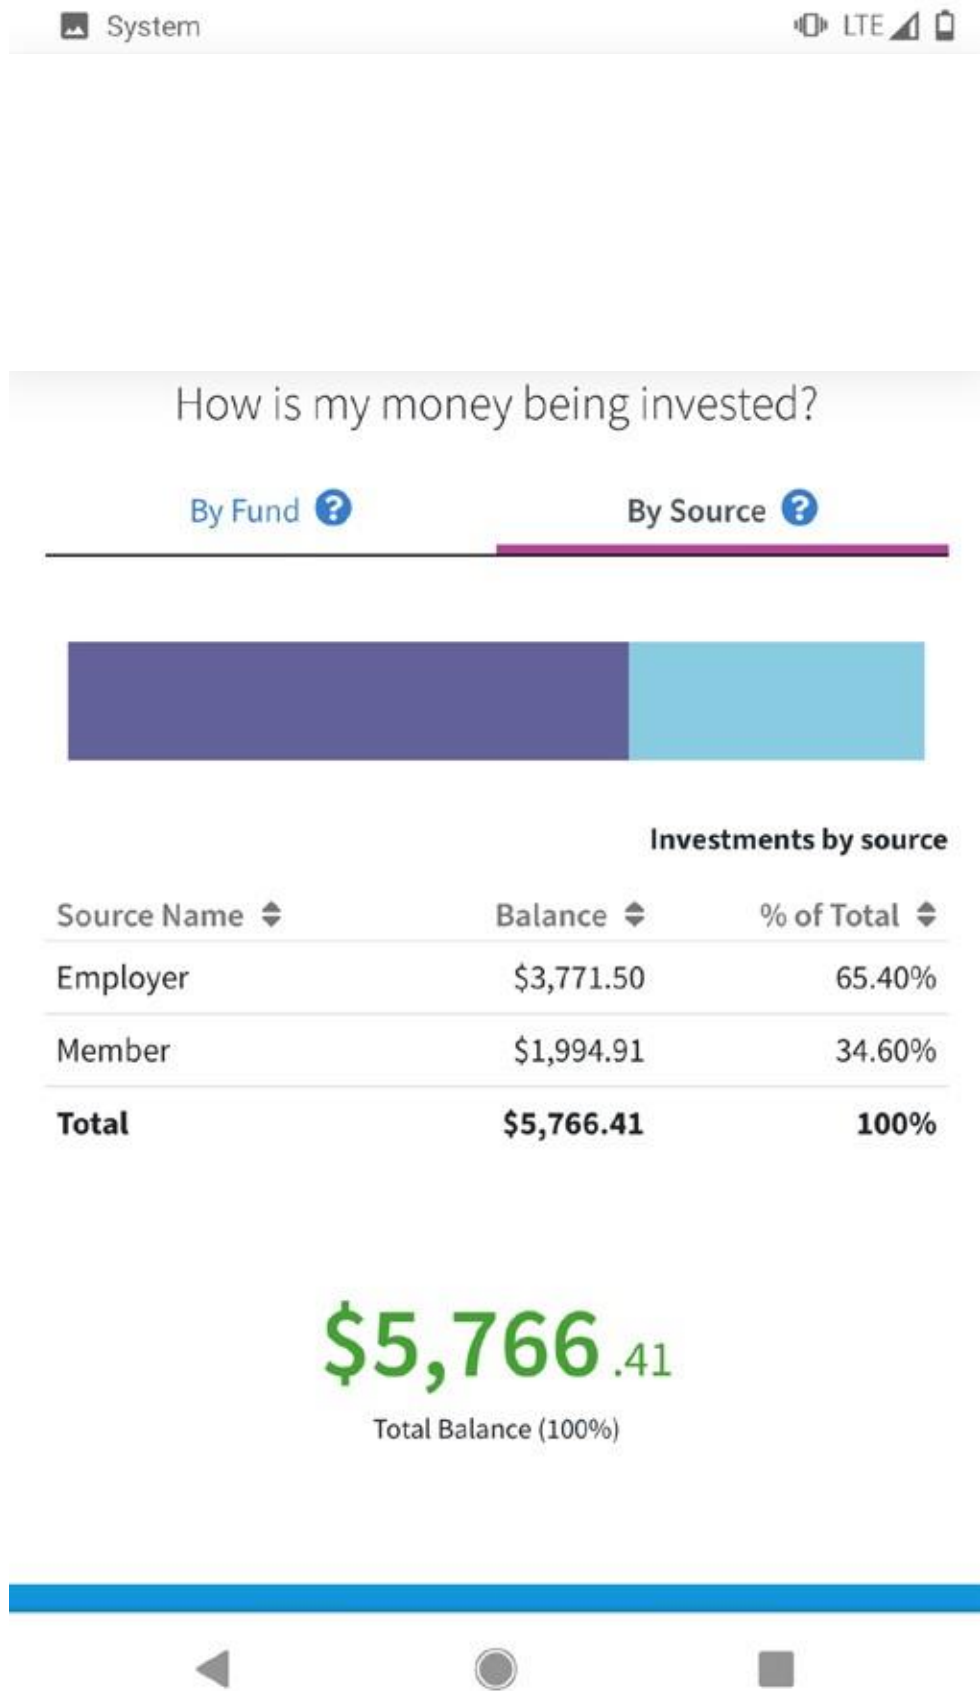 System LTE
How is my money being invested?
By Fund ? By Source ?
Investments by source
Source Name Balance % of Total
Employer $3,771.50 65.40%
Member $1,994.91 34.60%
Total $5,766.41 100%
$5,766.41
Total Balance (100%)